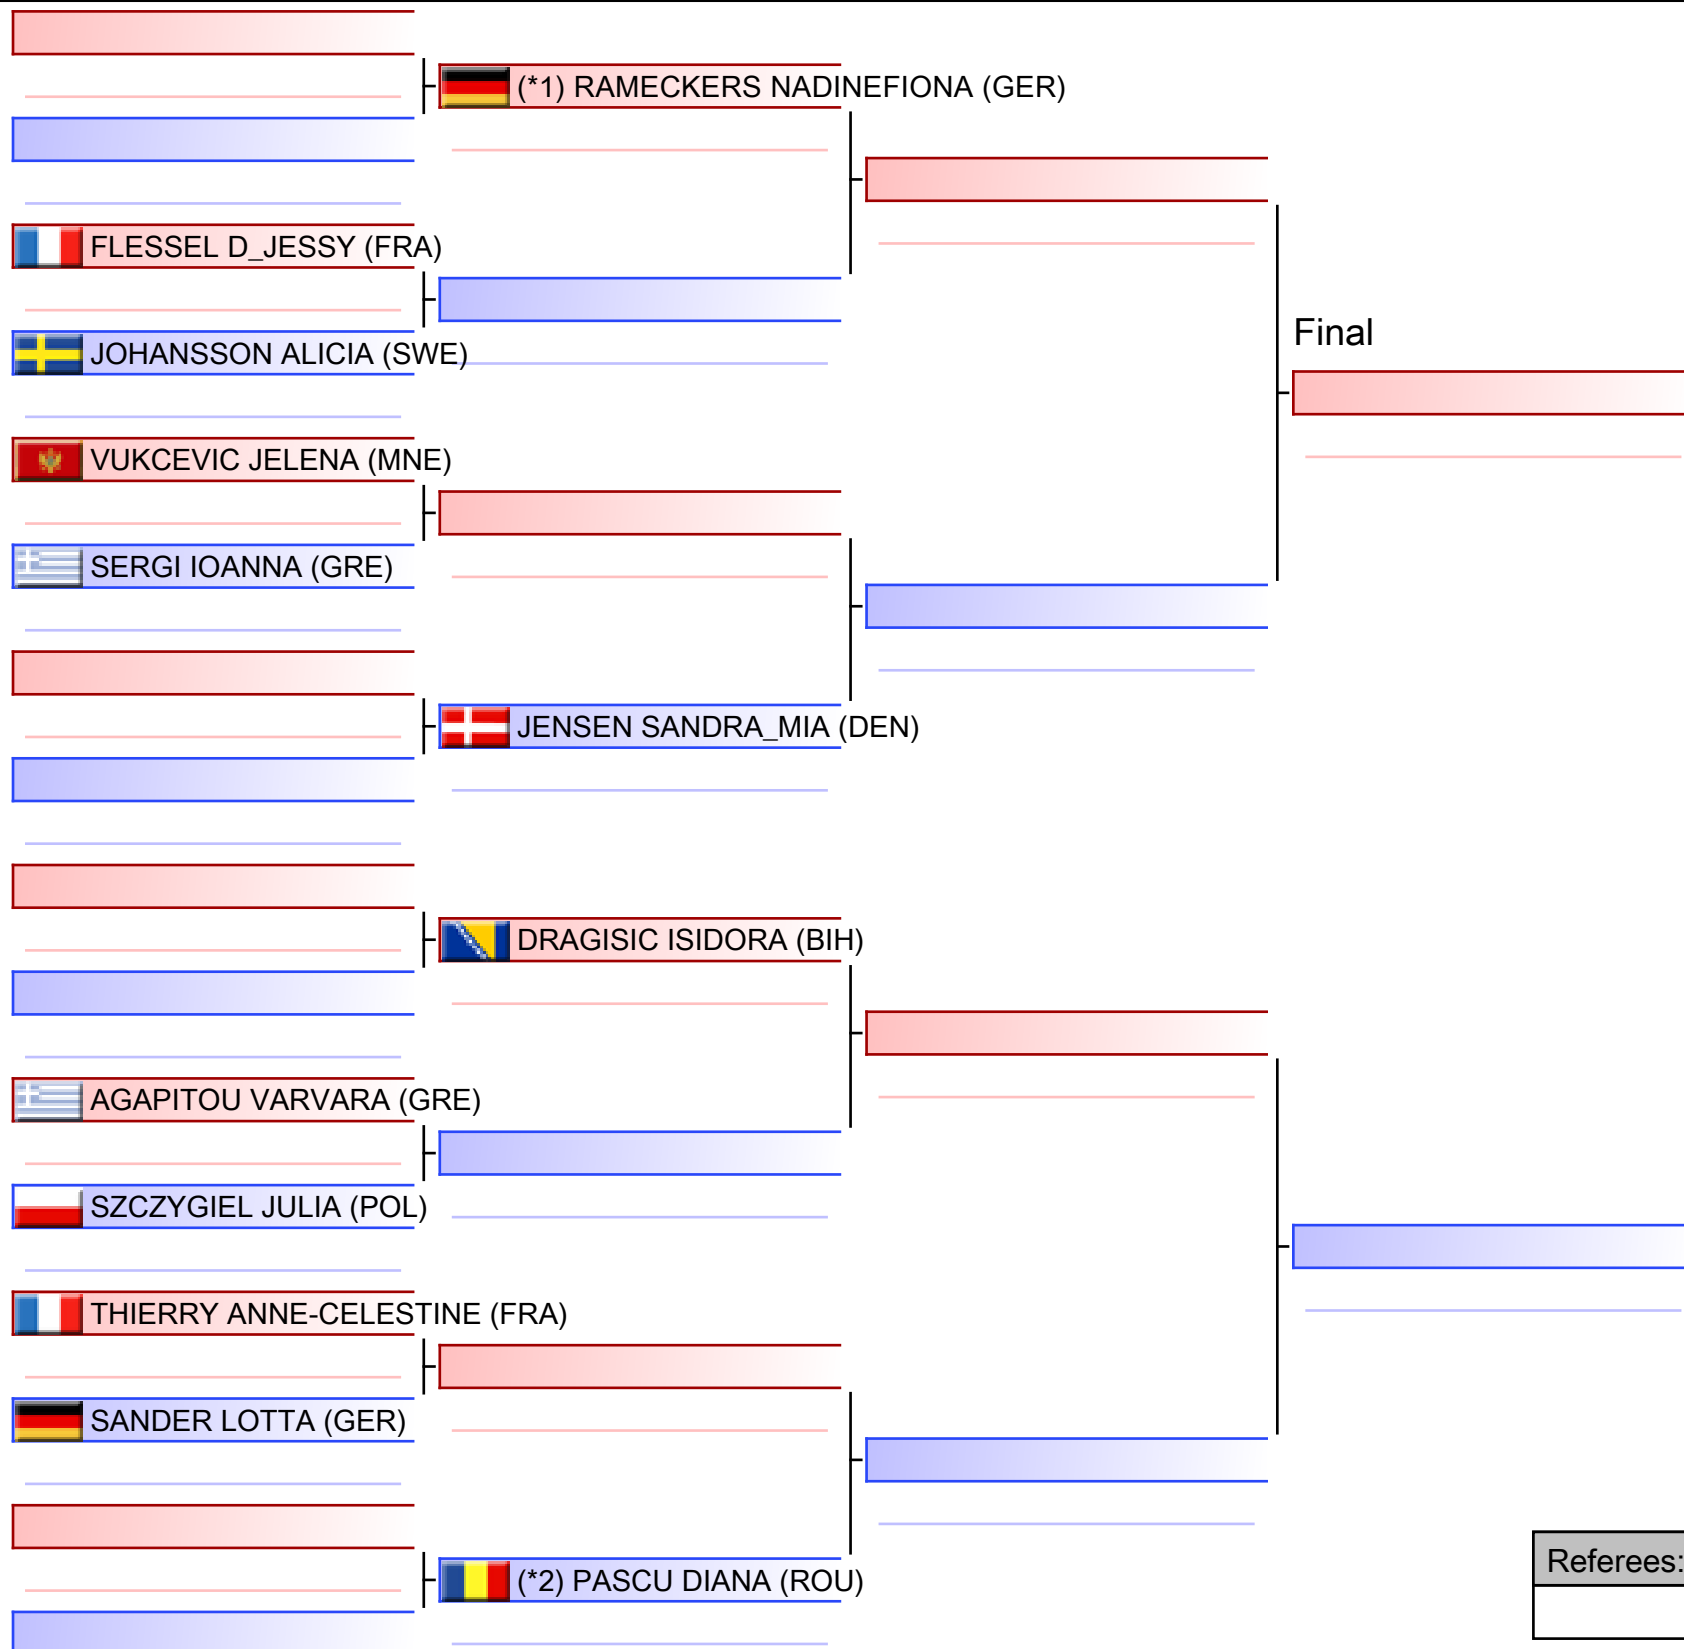 (*1) RAMECKERS NADINEFIONA (GER)
FLESSEL D_JESSY (FRA)
Final
JOHANSSON ALICIA (SWE)
VUKCEVIC JELENA (MNE)
SERGI IOANNA (GRE)
JENSEN SANDRA_MIA (DEN)
DRAGISIC ISIDORA (BIH)
AGAPITOU VARVARA (GRE)
SZCZYGIEL JULIA (POL)
THIERRY ANNE-CELESTINE (FRA)
SANDER LOTTA (GER)
Referees:
(*2) PASCU DIANA (ROU)